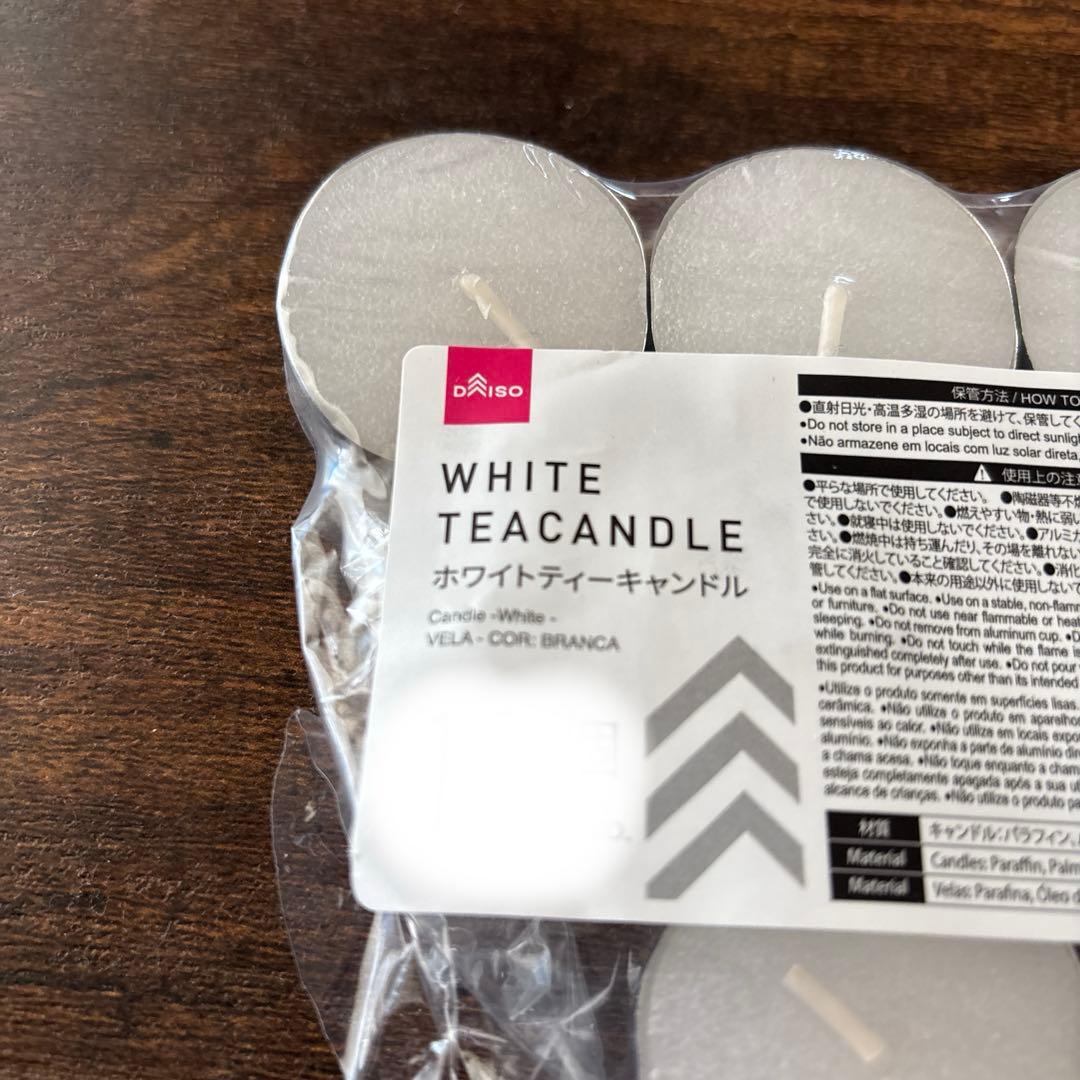 DAISO
WHITE
TEACANDLE
ホワイトティーキャンドル
Candle -White -
VELA - COR: BRANCA
保管方法 / HOW TO
●直射日光・高温多湿の場所を避けて、保管して
•Do not store in a place subject to direct sunligh
•Não armazene em locais com luz solar direta,
使用上の注意
●平らな場所で使用してください。 ●陶磁器等不燃
で使用しないでください。●燃えやすい物・熱に弱い
さい。●就寝中は使用しないでください。●アルミ
さい。●燃焼中は持ち運んだり、その場を離れない
完全に消火していること確認してください。●消化
管してください。●本来の用途以外に使用しないで
•Use on a flat surface. •Use on a stable, non-flamm
or furniture. •Do not use near flammable or heat
sleeping. •Do not remove from aluminum cup. •D
while burning. •Do not touch while the flame is
extinguished completely after use. •Do not pour
this product for purposes other than its intended
•Utilize o produto somente em superfícies lisas.
cerâmica. •Não utilize o produto em aparelhos
sensíveis ao calor. •Não utilize em locais expos
alumínio. •Não exponha a parte de alumínio dir
a chama acesa. •Não toque enquanto a chama
esteja completamente apagada após a sua ut
alcance de crianças. •Não utilize o produto pa
材質 キャンドル：パラフィン、
Material Candles: Paraffin, Palm
Material Velas: Parafina, Óleo d